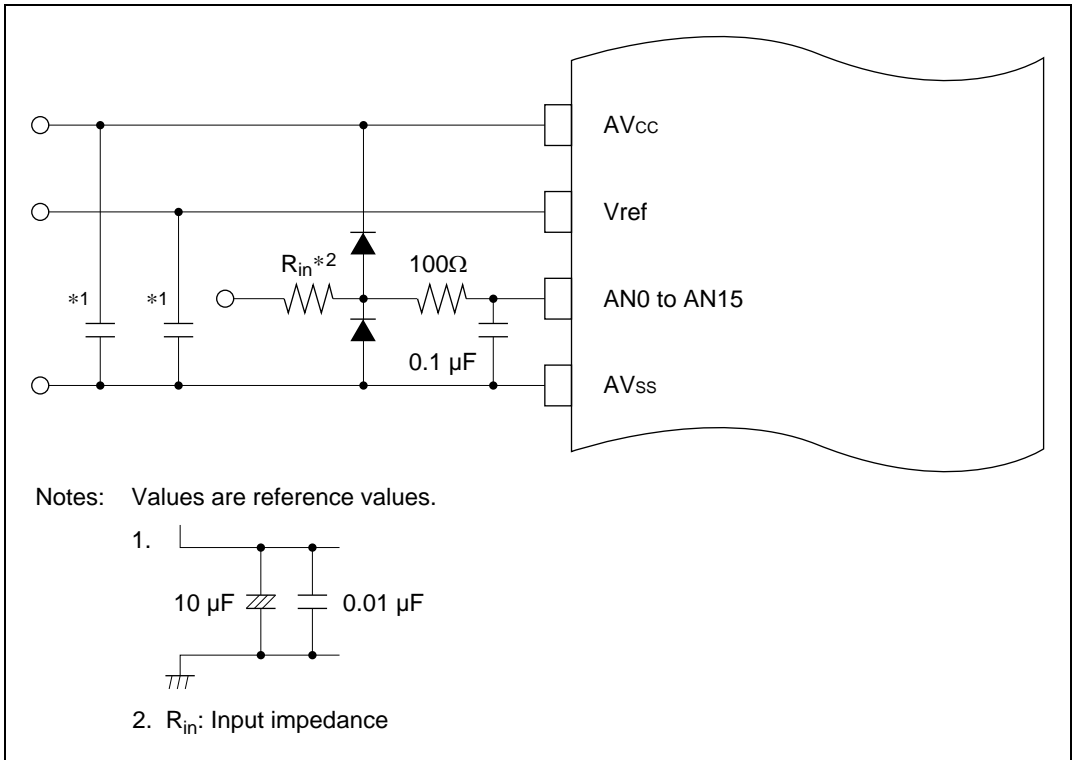 AVcc
Vref
Rin*2 100Ω
*1 *1 AN0 to AN15
0.1 µF
AVss
Notes: Values are reference values.
1.
10 µF 0.01 µF
2. Rin: Input impedance